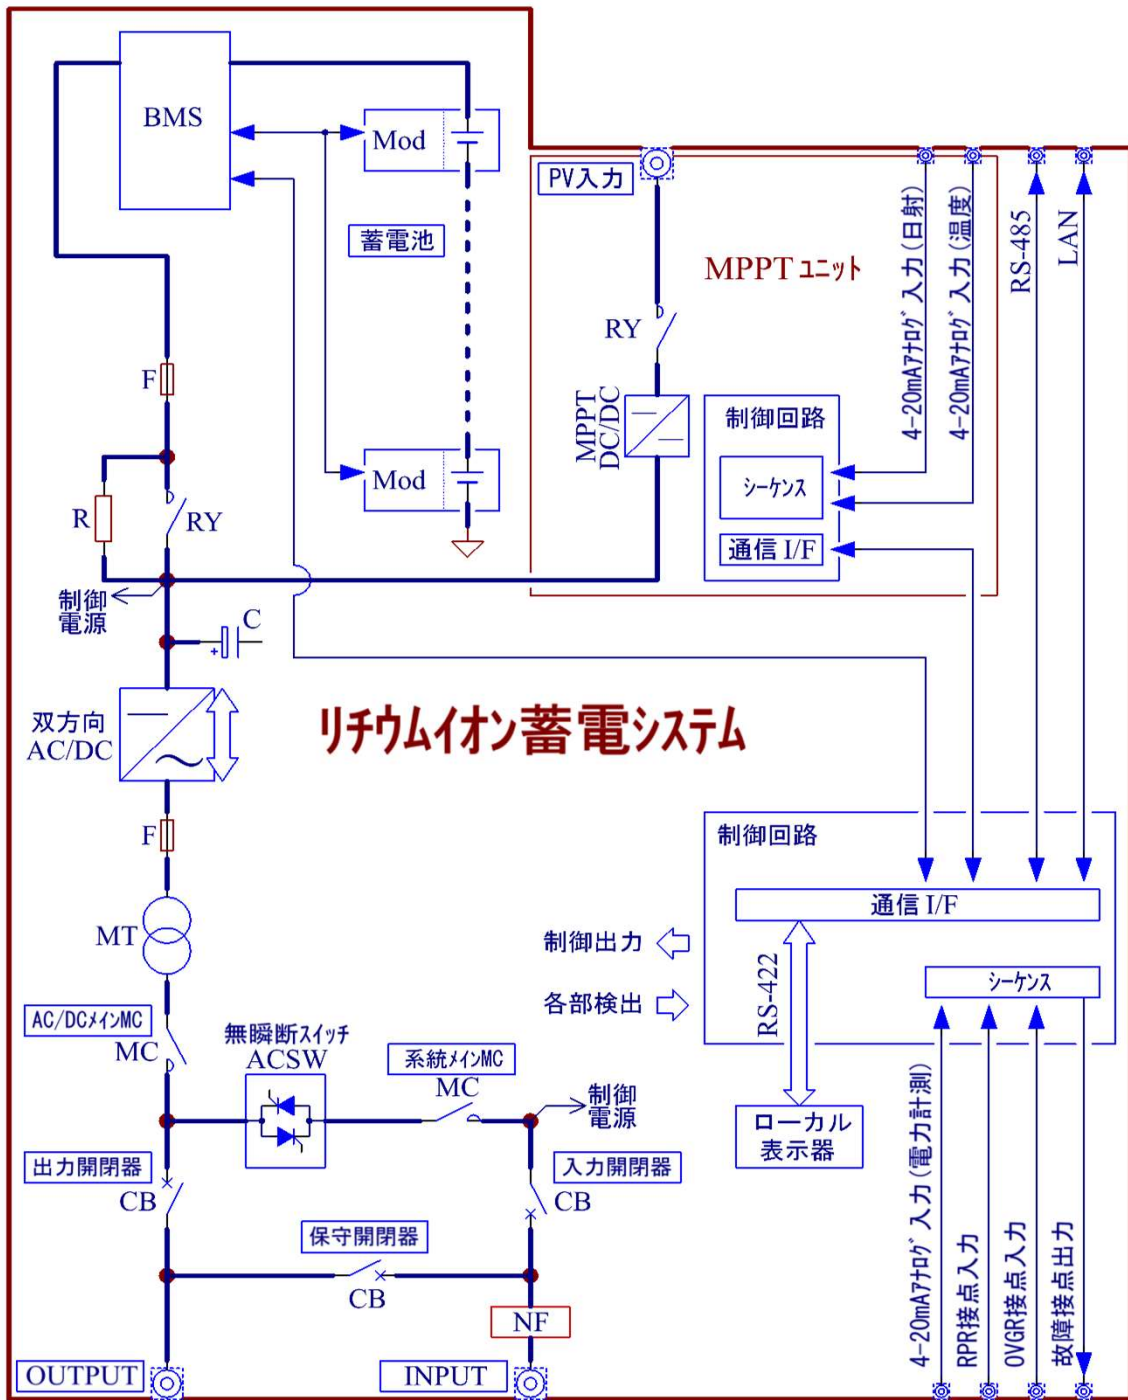 BMS
Mod
蓄電池
Mod
PV入力
MPPTユニット
RY
MPPT
DC/DC
4-20mAアナログ入力(日射)
4-20mAアナログ入力(温度)
RS-485
LAN
制御回路
シーケンス
通信 I/F
F
R
RY
制御
電源
C
双方向
AC/DC
リチウムイオン蓄電システム
F
MT
AC/DCメインMC
MC
無瞬断スイッチ
ACSW
系統メインMC
MC
制御
電源
出力開閉器
CB
入力開閉器
CB
保守開閉器
CB
NF
OUTPUT
INPUT
制御回路
通信 I/F
シーケンス
制御出力
各部検出
RS-422
ローカル
表示器
4-20mAアナログ入力(電力計測)
RPR接点入力
OVGR接点入力
故障接点出力